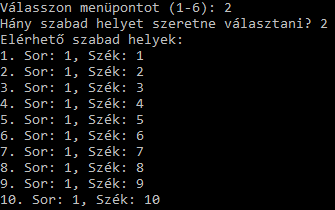 Válasszon menüpontot (1-6): 2
Hány szabad helyet szeretne választani? 2
Elérhető szabad helyek:
1. Sor: 1, Szék: 1
2. Sor: 1, Szék: 2
3. Sor: 1, Szék: 3
4. Sor: 1, Szék: 4
5. Sor: 1, Szék: 5
6. Sor: 1, Szék: 6
7. Sor: 1, Szék: 7
8. Sor: 1, Szék: 8
9. Sor: 1, Szék: 9
10. Sor: 1, Szék: 10